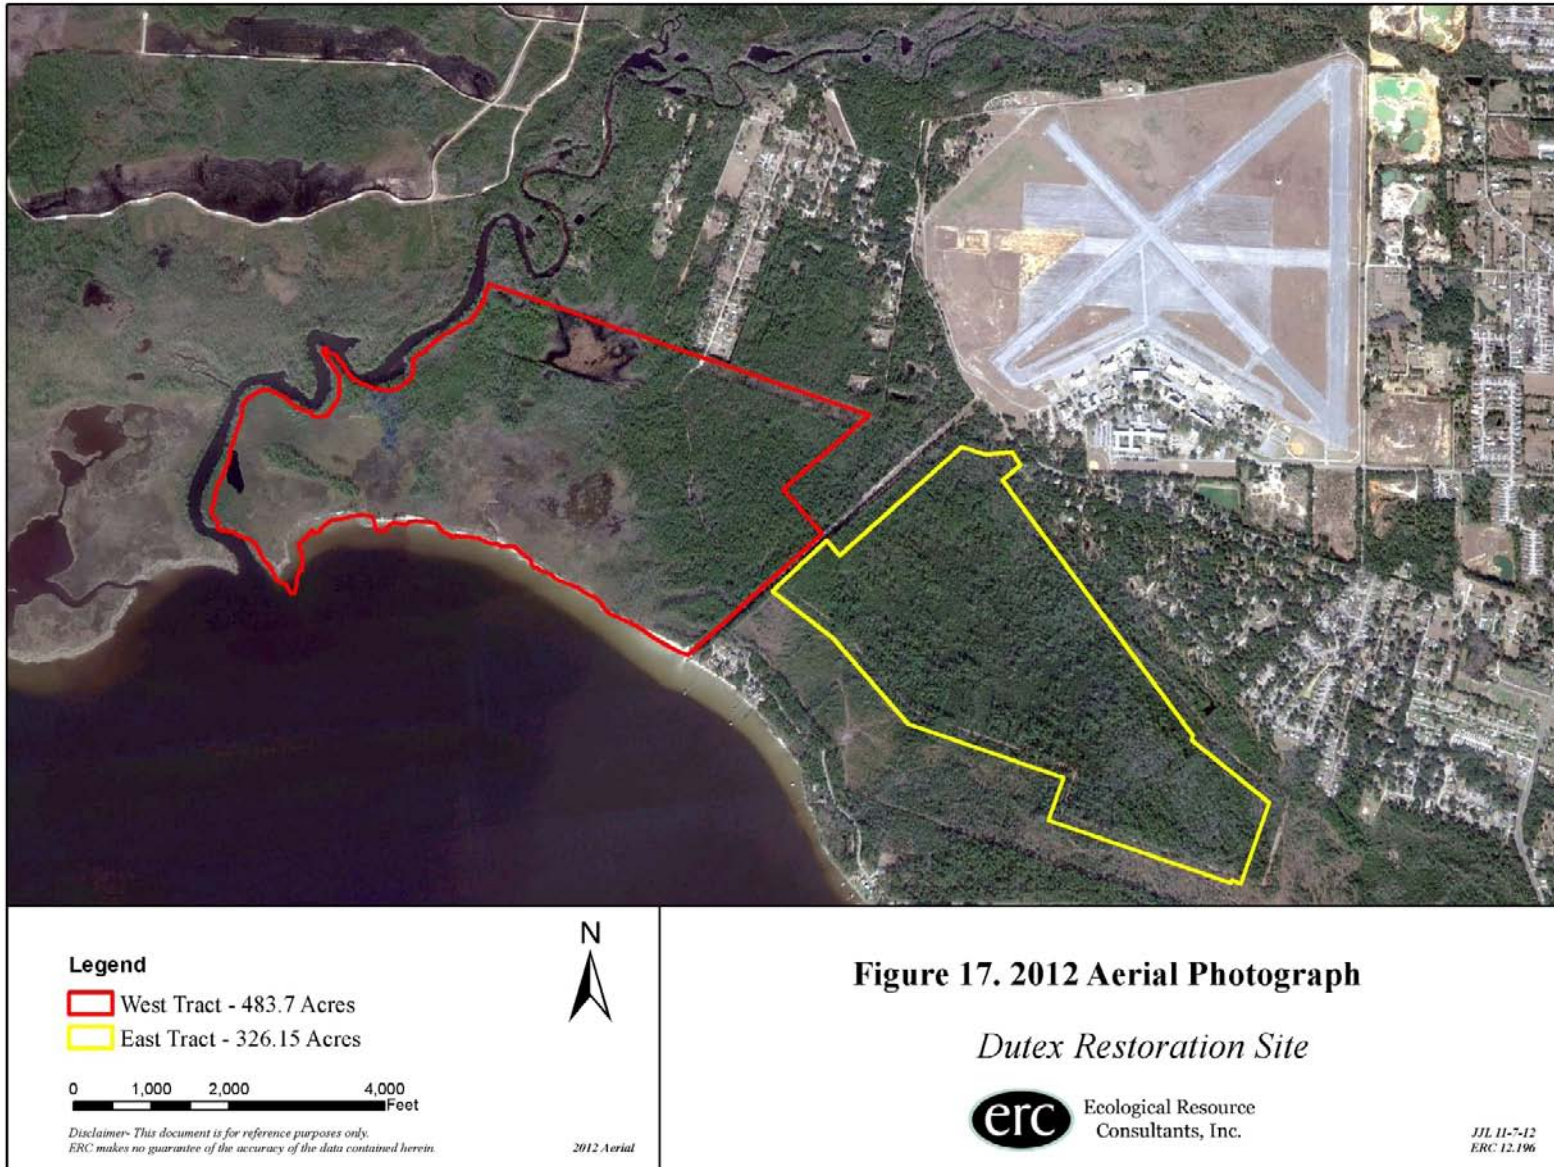 N
Legend
West Tract - 483.7 Acres
East Tract - 326.15 Acres
0 1,000 2,000 4,000
Feet
Disclaimer- This document is for reference purposes only.
ERC makes no guarantee of the accuracy of the data contained herein.
2012 Aerial
Figure 17. 2012 Aerial Photograph
Dutex Restoration Site
erc
Ecological Resource
Consultants, Inc.
JJL 11-7-12
ERC 12.196